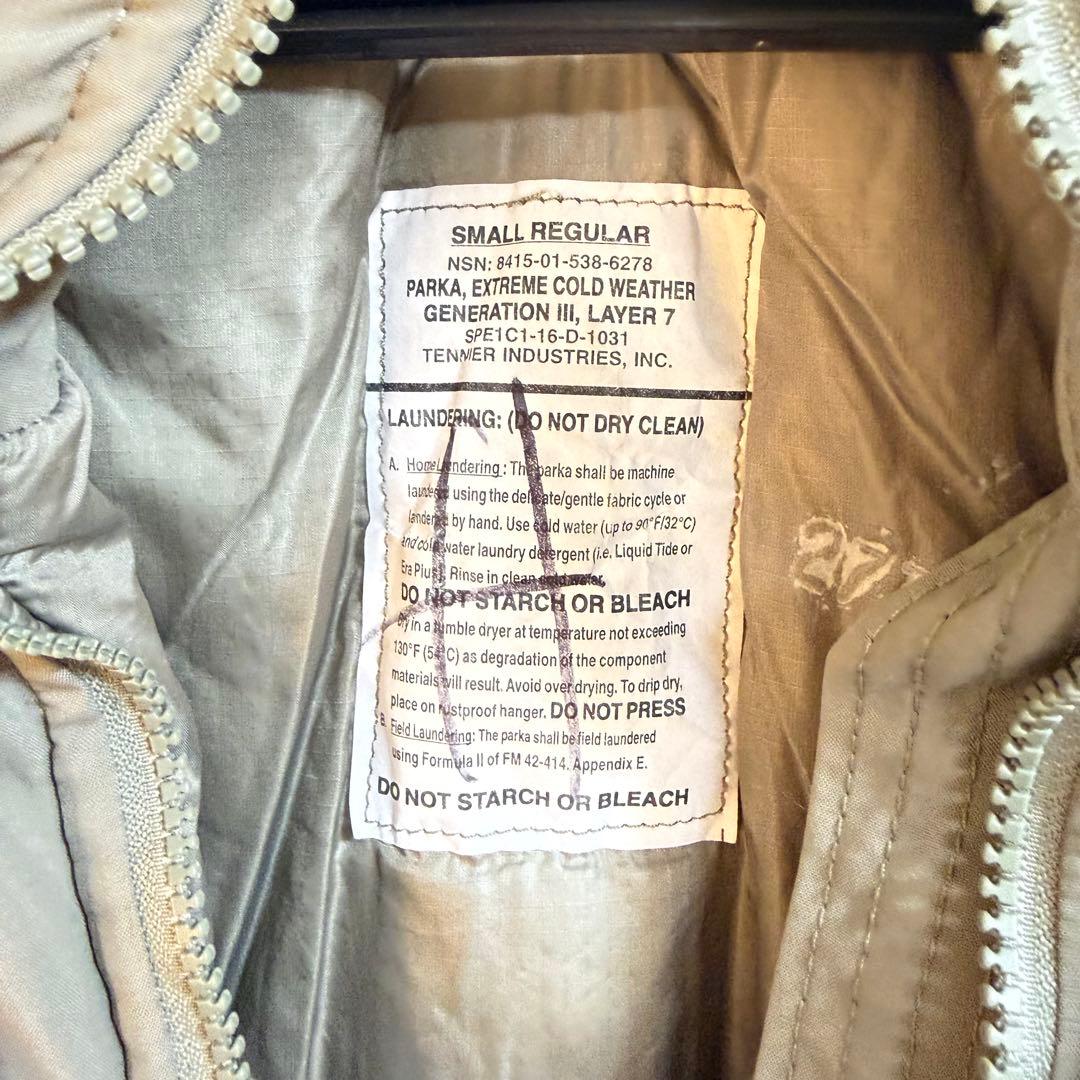 SMALL REGULAR
NSN: 8415-01-538-6278
PARKA, EXTREME COLD WEATHER
GENERATION III, LAYER 7
SPE1C1-16-D-1031
TENNIER INDUSTRIES, INC.
LAUNDERING: (DO NOT DRY CLEAN)
A. Home Laundering : The parka shall be machine
laundered using the delicate/gentle fabric cycle or
landered by hand. Use cold water (up to 90°F/32°C)
and cold water laundry detergent (i.e. Liquid Tide or
Era Plus). Rinse in clean cold water,
DO NOT STARCH OR BLEACH
Dry in a tumble dryer at temperature not exceeding
130°F (54°C) as degradation of the component
materials will result. Avoid over drying. To drip dry,
place on rustproof hanger. DO NOT PRESS
B. Field Laundering: The parka shall be field laundered
using Formula II of FM 42-414. Appendix E.
DO NOT STARCH OR BLEACH
27